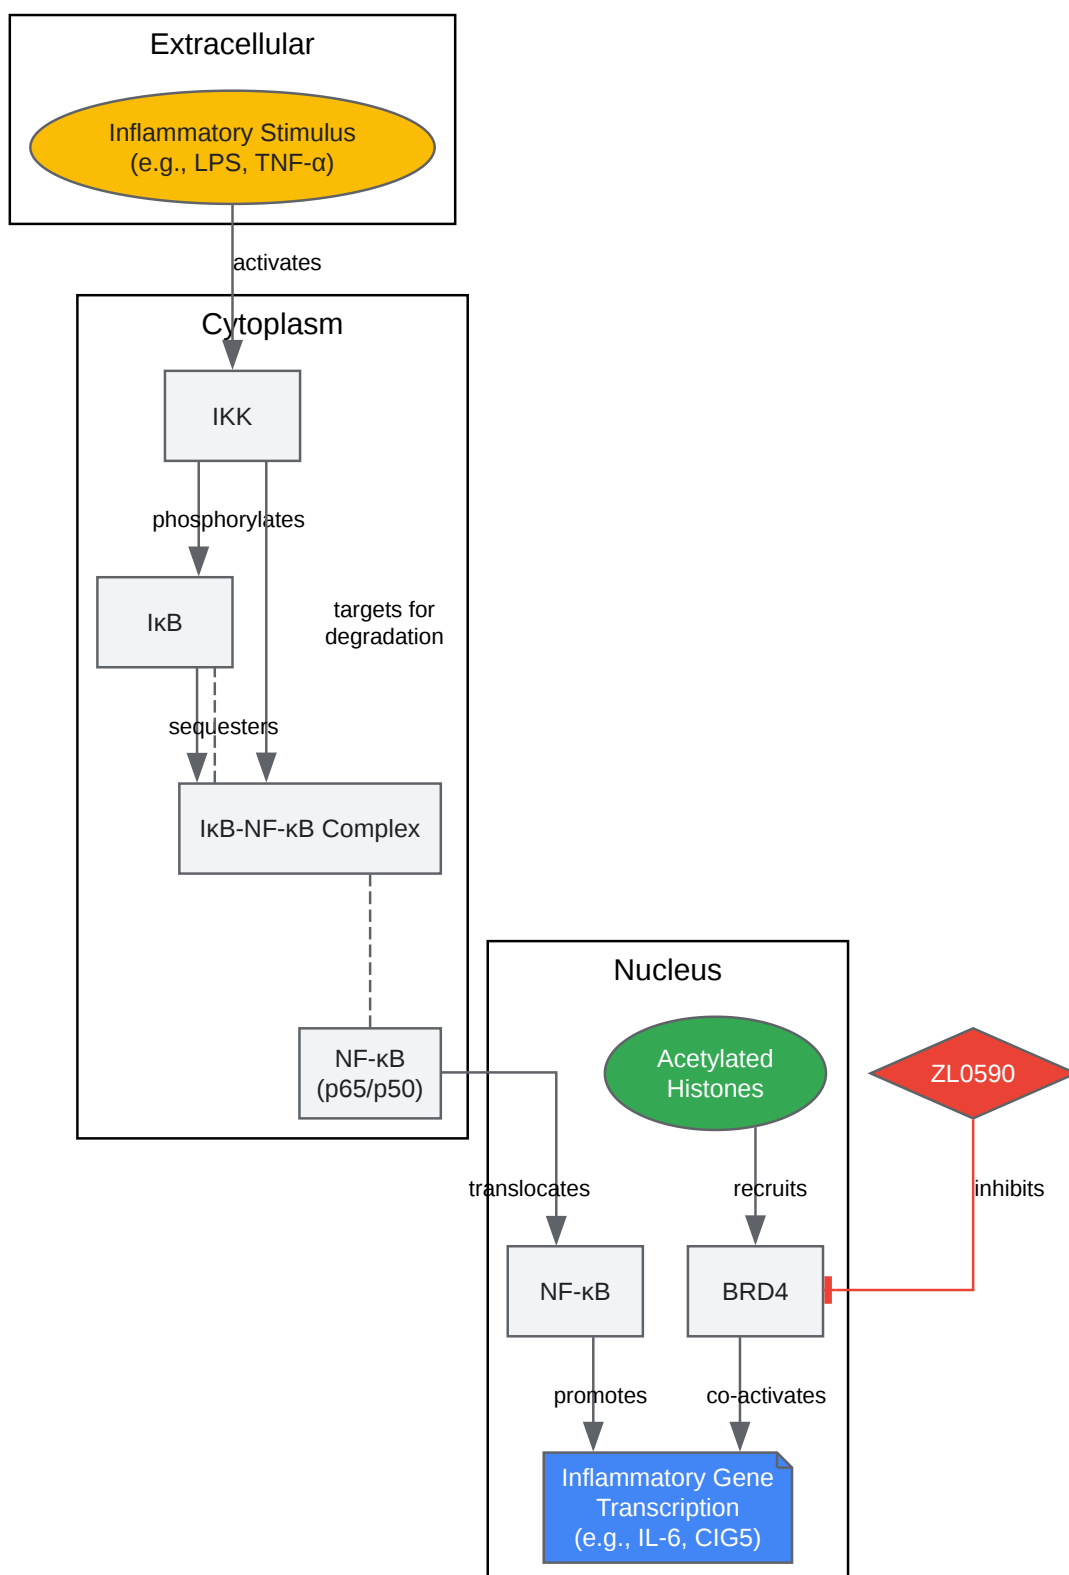 Extracellular
Inflammatory Stimulus
(e.g., LPS, TNF-α)
activates
Cytoplasm
IKK
phosphorylates
IκB
targets for
degradation
sequesters
IκB-NF-κB Complex
NF-κB
(p65/p50)
Nucleus
Acetylated
Histones
ZL0590
translocates
recruits
inhibits
NF-κB
BRD4
promotes
co-activates
Inflammatory Gene
Transcription
(e.g., IL-6, CIG5)